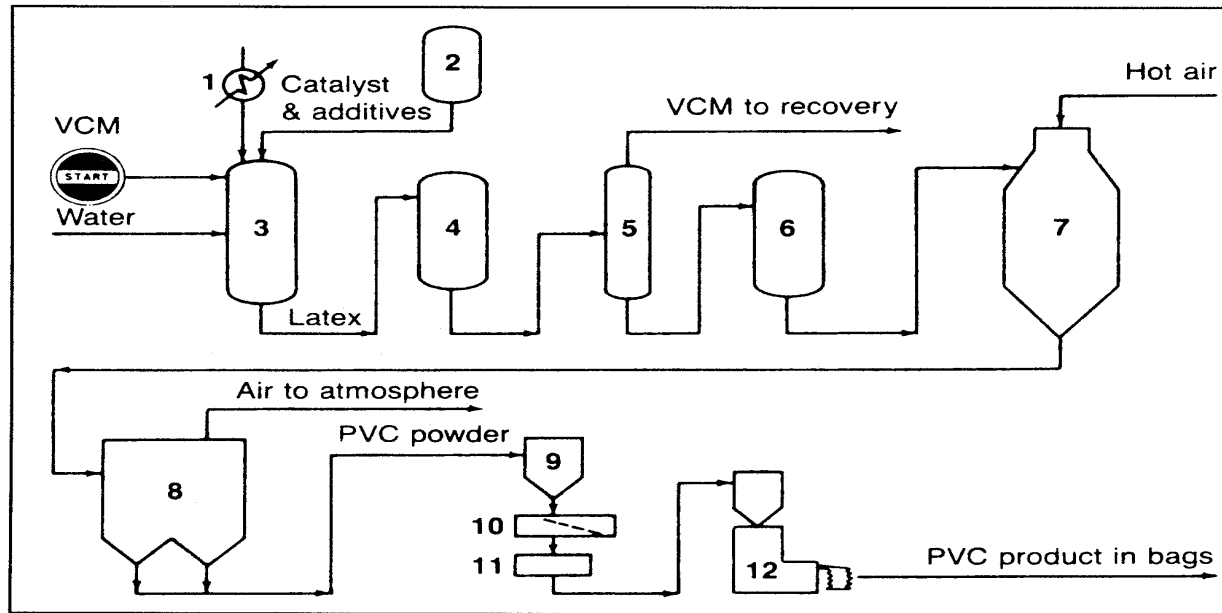 1
Catalyst
& additives
2
VCM
START
Water
3
Latex
4
VCM to recovery
5
6
Hot air
7
Air to atmosphere
8
PVC powder
9
10
11
12
PVC product in bags